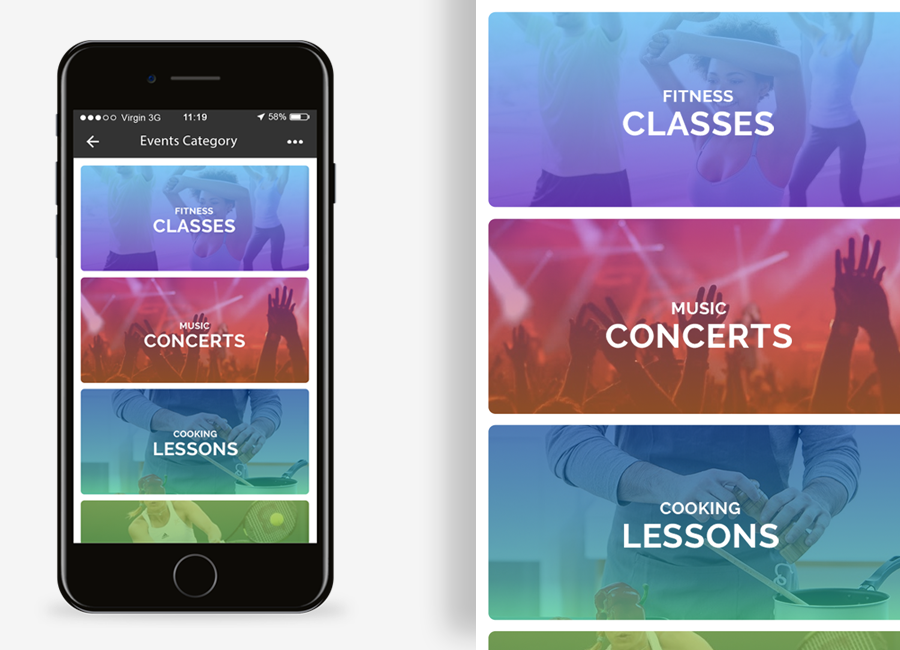 Virgin 3G 11:19 58%
Events Category
FITNESS
CLASSES
MUSIC
CONCERTS
COOKING
LESSONS
FITNESS
CLASSES
MUSIC
CONCERTS
COOKING
LESSONS